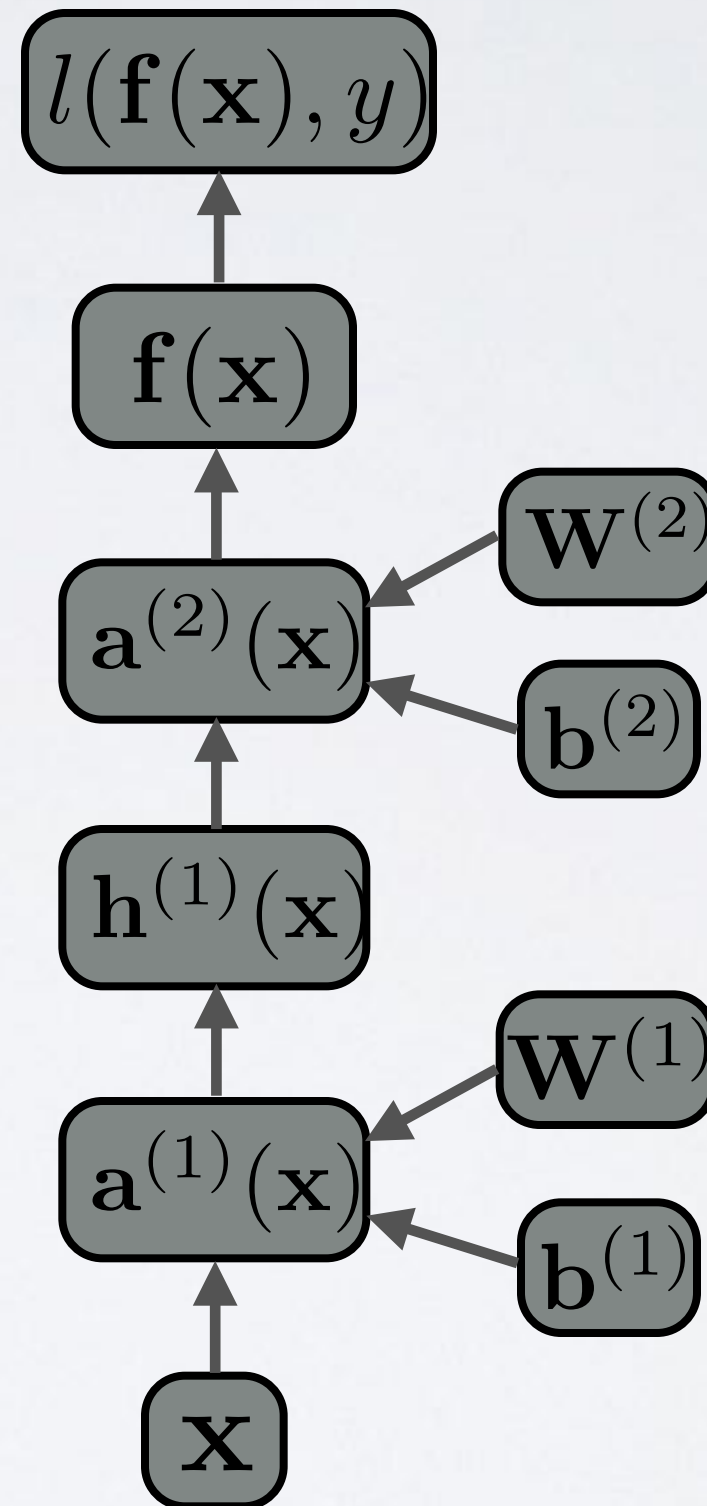 l(f(x), y)
f(x)
W^{(2)}
a^{(2)}(x)
b^{(2)}
h^{(1)}(x)
W^{(1)}
a^{(1)}(x)
b^{(1)}
x